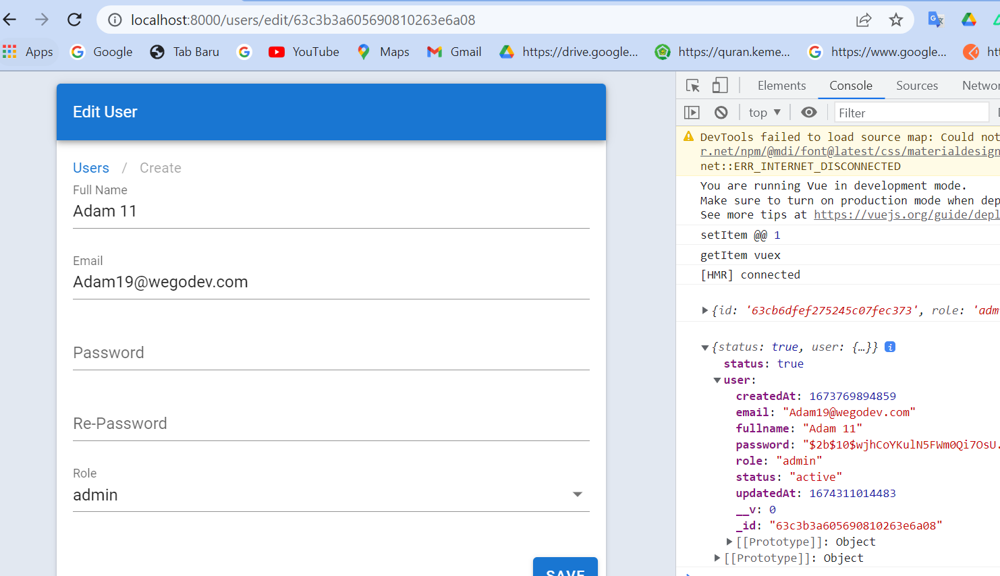 localhost:8000/users/edit/63c3b3a605690810263e6a08
Apps Google Tab Baru YouTube Maps Gmail https://drive.google... https://quran.keme... https://www.google... htt
Edit User
Users / Create
Full Name
Adam 11
Email
Adam19@wegodev.com
Password
Re-Password
Role
admin
SAVE
Elements Console Sources Networ
top Filter
DevTools failed to load source map: Could not
r.net/npm/@mdi/font@latest/css/materialdesign
net::ERR_INTERNET_DISCONNECTED
You are running Vue in development mode.
Make sure to turn on production mode when dep
See more tips at https://vuejs.org/guide/depl
setItem @@ 1
getItem vuex
[HMR] connected
{id: '63cb6dfef275245c07fec373', role: 'adm
{status: true, user: {…}}
status: true
user:
createdAt: 1673769894859
email: "Adam19@wegodev.com"
fullname: "Adam 11"
password: "$2b$10$wjhCoYKulN5FWm0Qi7OsU.
role: "admin"
status: "active"
updatedAt: 1674311014483
__v: 0
_id: "63c3b3a605690810263e6a08"
[[Prototype]]: Object
[[Prototype]]: Object